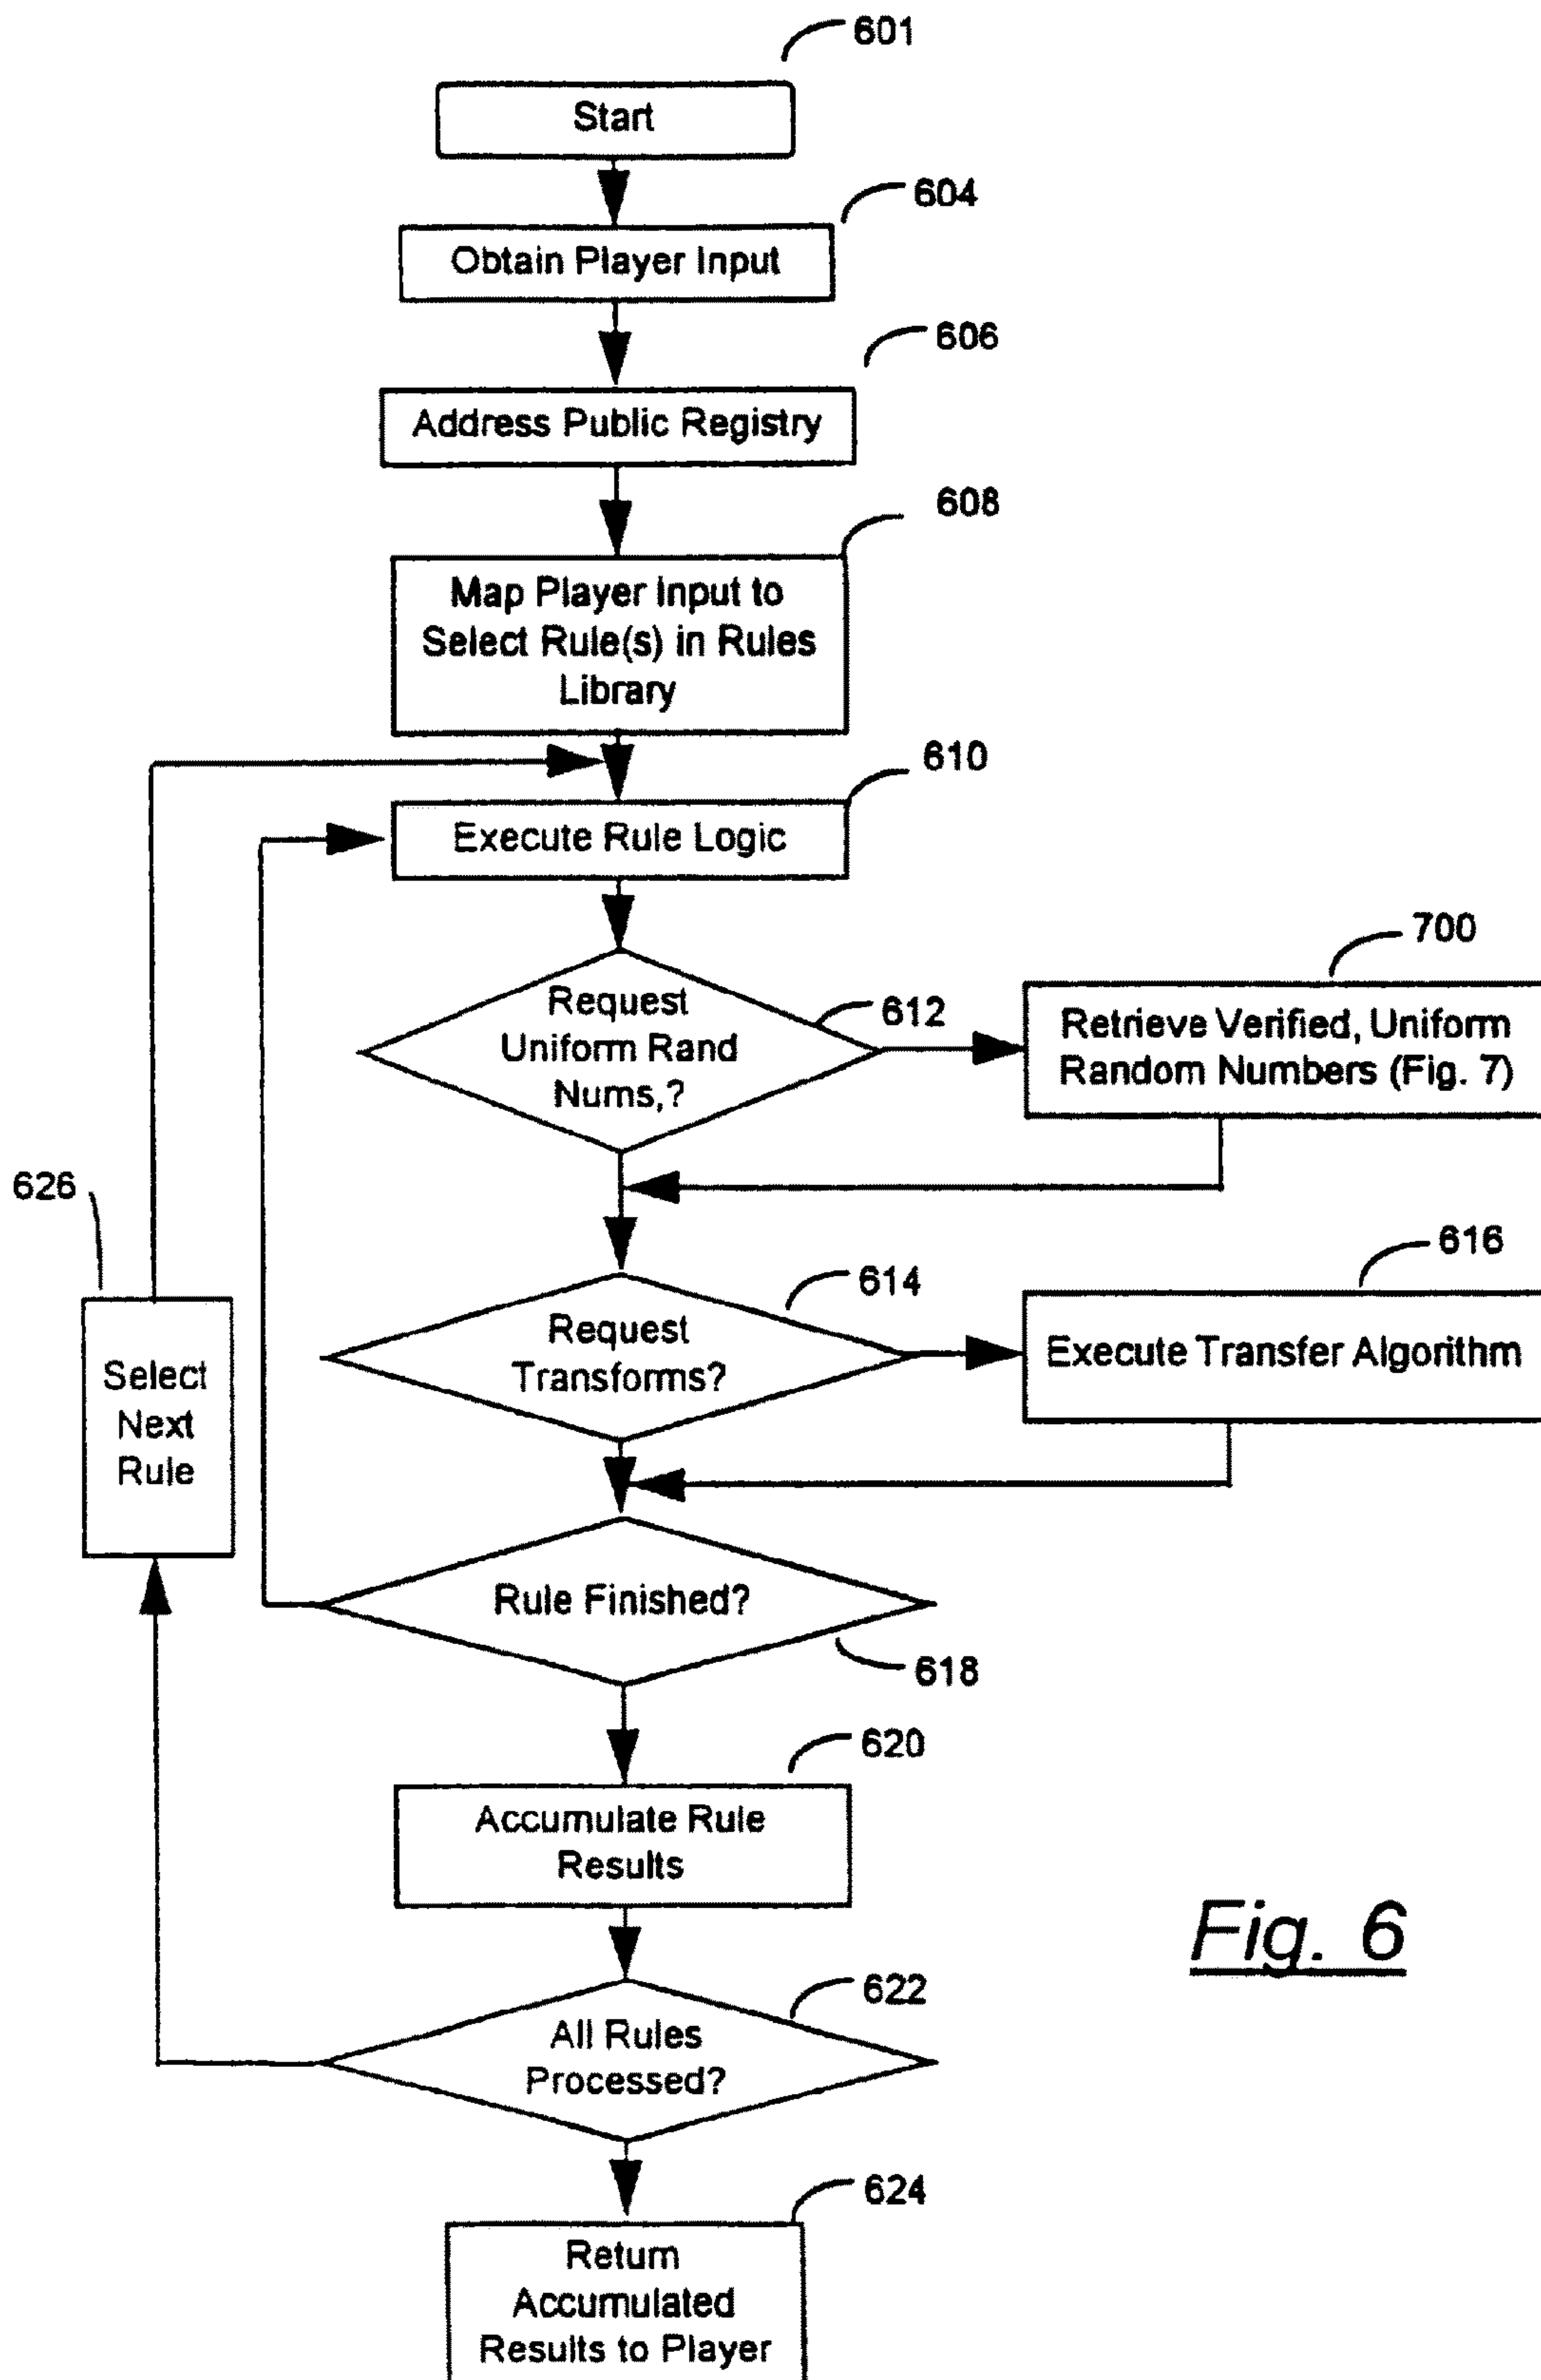 601
Start
604
Obtain Player Input
606
Address Public Registry
608
Map Player Input to
Select Rule(s) in Rules
Library
610
Execute Rule Logic
700
Request
Uniform Rand
Nums,?
612
Retrieve Verified, Uniform
Random Numbers (Fig. 7)
626
616
614
Request
Transforms?
Execute Transfer Algorithm
Select
Next
Rule
Rule Finished?
618
620
Accumulate Rule
Results
Fig. 6
622
All Rules
Processed?
624
Return
Accumulated
Results to Player